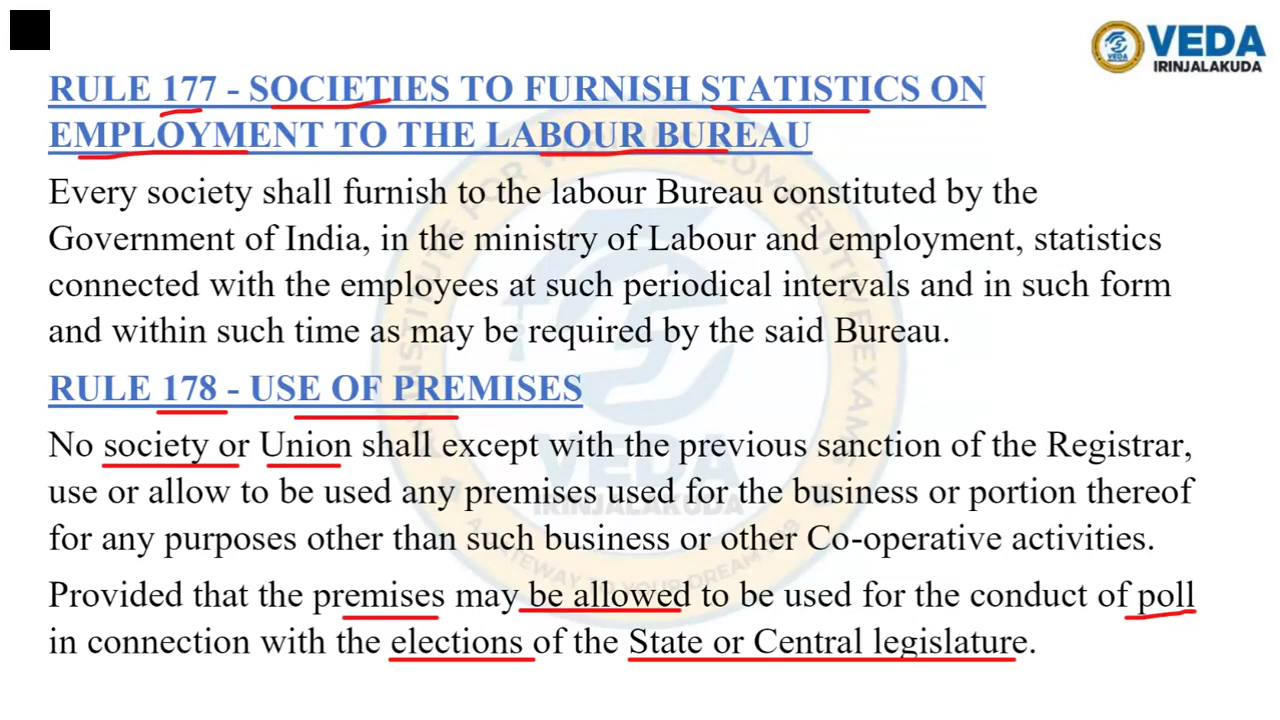 VEDA
IRINJALAKUDA
RULE 177 - SOCIETIES TO FURNISH STATISTICS ON
EMPLOYMENT TO THE LABOUR BUREAU
Every society shall furnish to the labour Bureau constituted by the
Government of India, in the ministry of Labour and employment, statistics
connected with the employees at such periodical intervals and in such form
and within such time as may be required by the said Bureau.
RULE 178 - USE OF PREMISES
No society or Union shall except with the previous sanction of the Registrar,
use or allow to be used any premises used for the business or portion thereof
for any purposes other than such business or other Co-operative activities.
Provided that the premises may be allowed to be used for the conduct of poll
in connection with the elections of the State or Central legislature.
VEDA
IRINJALAKUDA